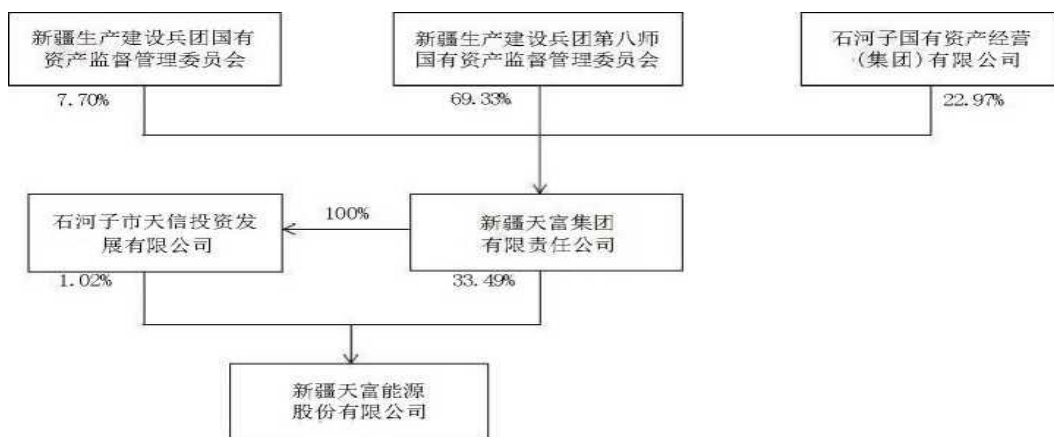 新疆生产建设兵团国有
资产监督管理委员会
新疆生产建设兵团第八师
国有资产监督管理委员会
石河子国有资产经营
(集团)有限公司
7.70%
69.33%
22.97%
石河子市天信投资发
展有限公司
100%
新疆天富集团
有限责任公司
1.02%
33.49%
新疆天富能源
股份有限公司